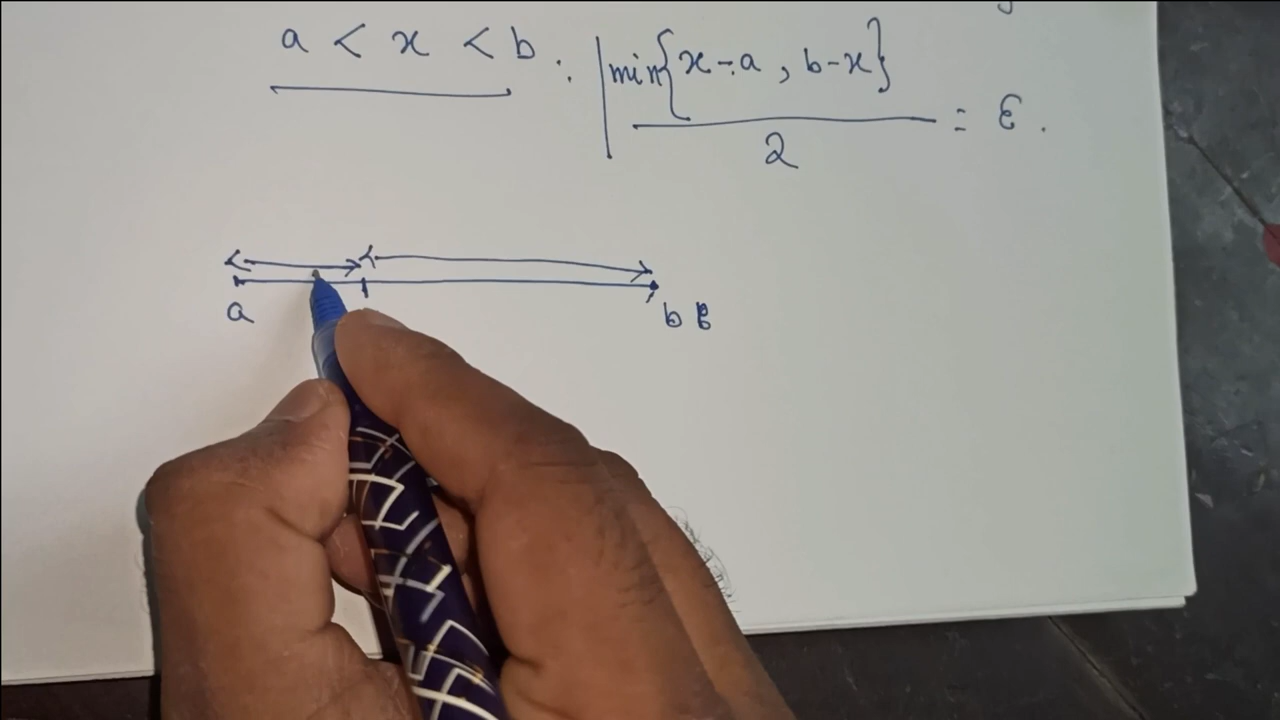 a < x < b. | min{x-a, b-x}
2 = ε.
a b